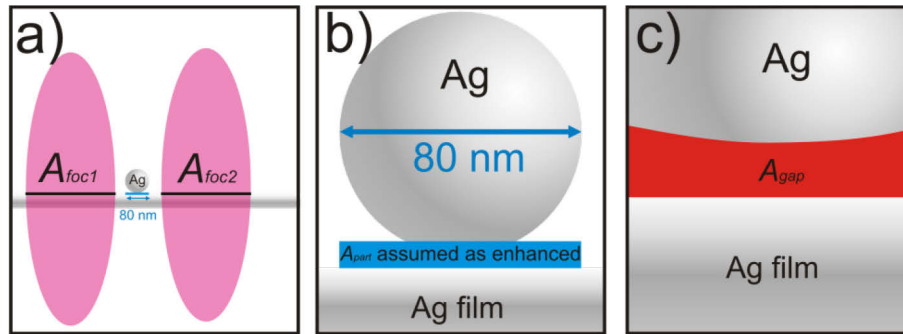 a)
A_foc1
Ag
A_foc2
80 nm
b)
Ag
80 nm
A_part assumed as enhanced
Ag film
c)
Ag
A_gap
Ag film